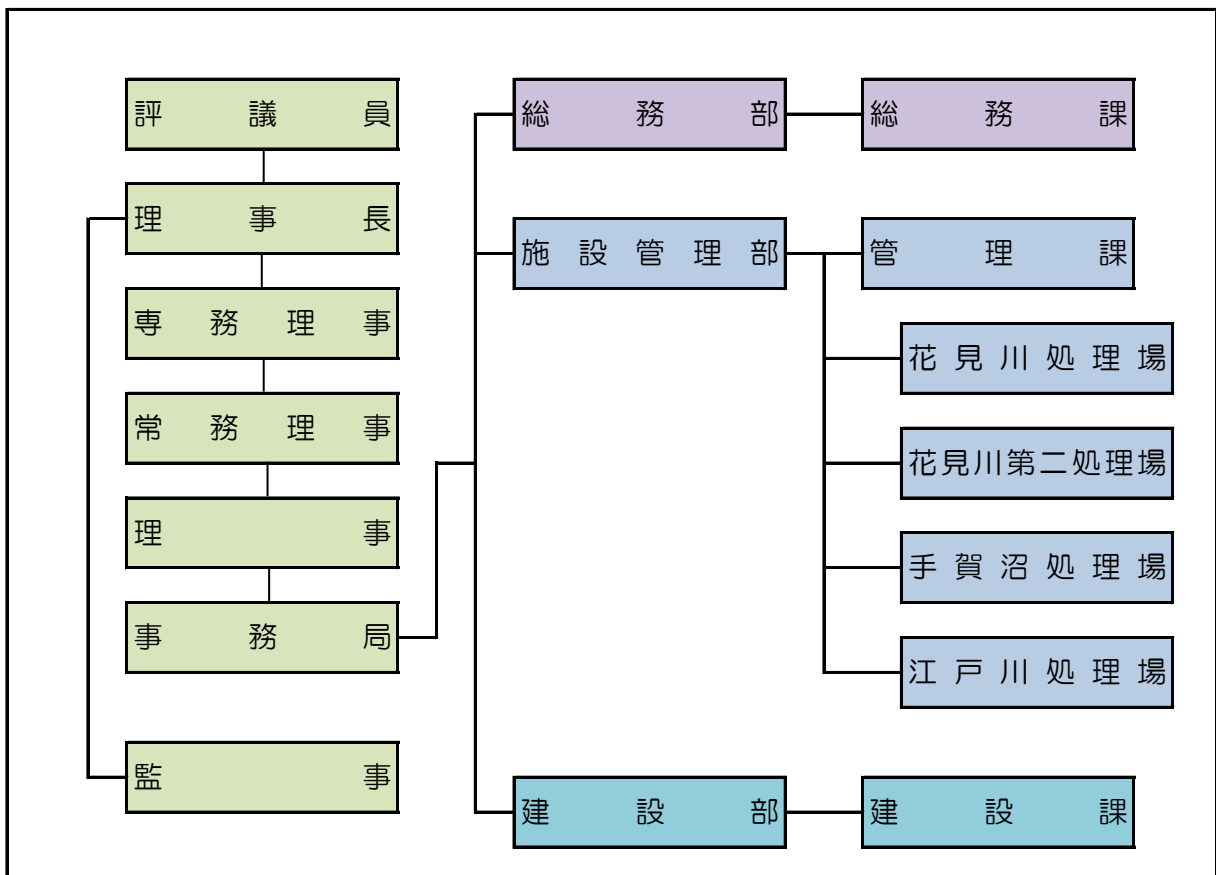 評議員
理事長
専務理事
常務理事
理事
事務局
監事
総務部
総務課
施設管理部
管理課
花見川処理場
花見川第二処理場
手賀沼処理場
江戸川処理場
建設部
建設課